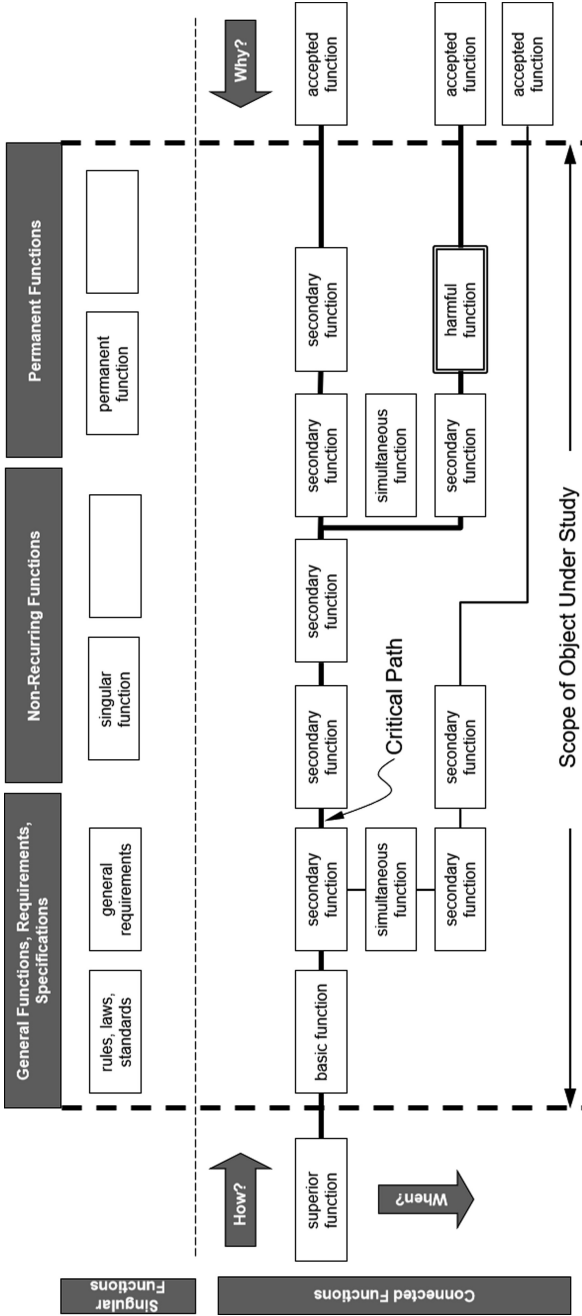 General Functions, Requirements,
Specifications
Non-Recurring Functions
Permanent Functions
Singular
Functions
rules, laws,
standards
general
requirements
singular
function
permanent
function
Connected Functions
How?
Why?
superior
function
basic function
secondary
function
secondary
function
secondary
function
secondary
function
secondary
function
accepted
function
Critical Path
When?
simultaneous
function
simultaneous
function
secondary
function
secondary
function
secondary
function
harmful
function
accepted
function
accepted
function
Scope of Object Under Study